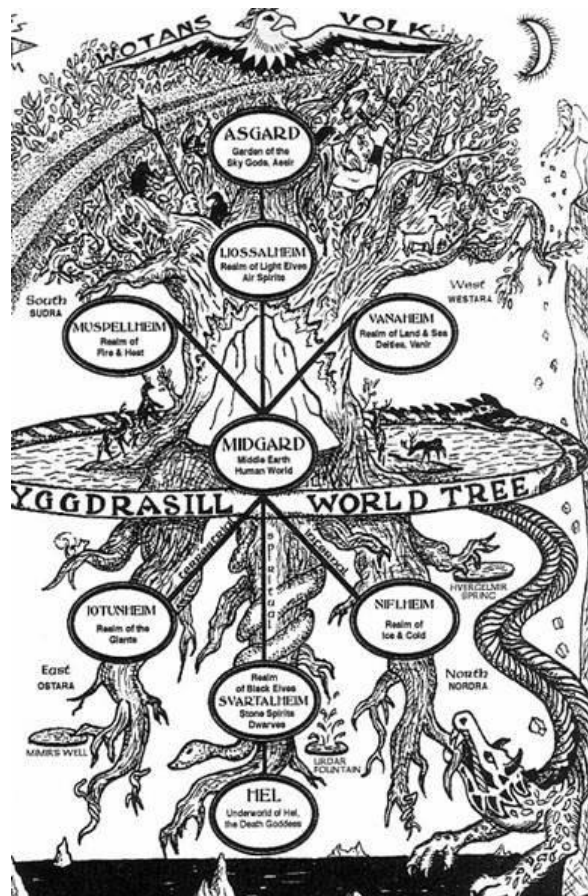 WOTANS VOLK
ASGARD
Garden of the
Sky Gods, Aesir
LIOSSALHEIM
Realm of Light Elves
Air Spirits
South
SUDRA
West
WESTARA
MUSPELLHEIM
Realm of
Fire & Heat
VANAHEIM
Realm of Land & Sea
Deities, Vanir
MIDGARD
Middle Earth
Human World
YGGDRASILL WORLD TREE
spiritual
HVERGELMIR
SPRING
IOTUNHEIM
Realm of the
Giants
NIFLHEIM
Realm of
Ice & Cold
East
OSTARA
North
NORDRA
Realm
of Black Elves
SVARTALHEIM
Stone Spirits
Dwarves
MIMIR'S WELL
URDAR
FOUNTAIN
HEL
Underworld of Hel,
the Death Goddess